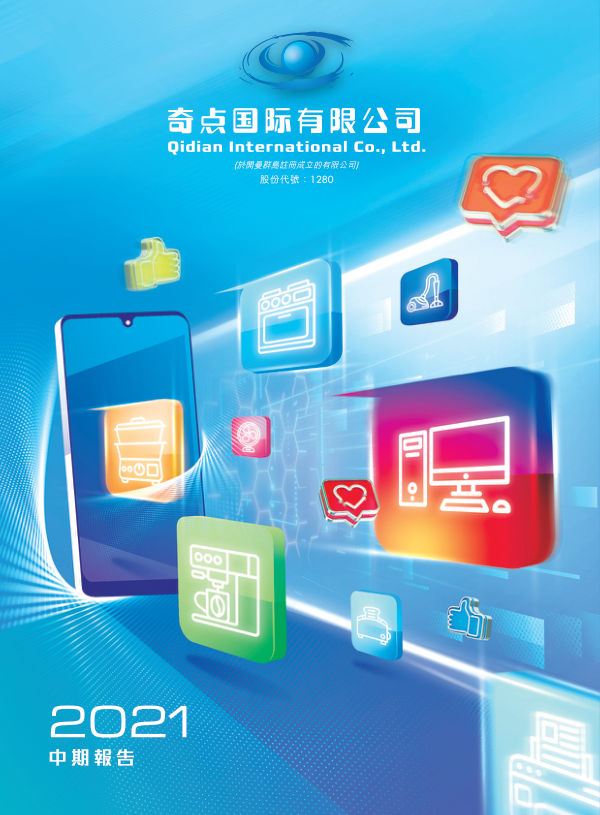 奇点国际有限公司
Qidian International Co., Ltd.
(於開曼群島註冊成立的有限公司)
股份代號：1280
2021
中期報告